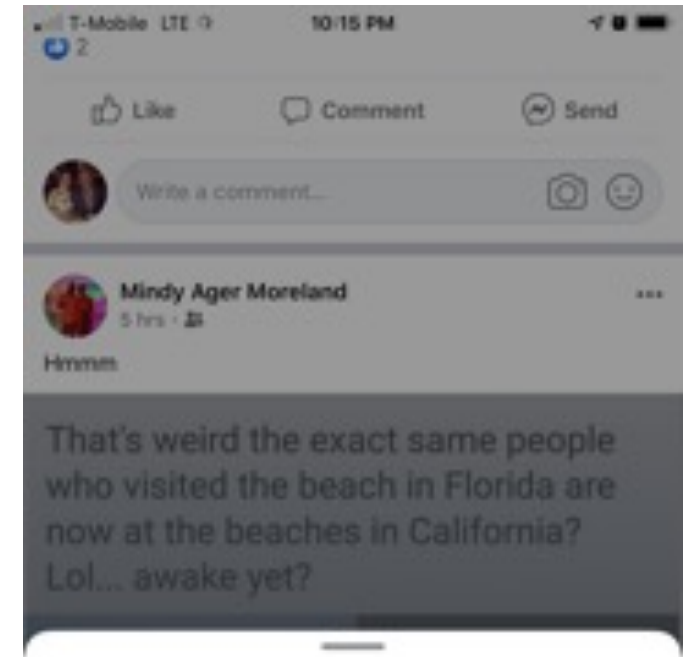 T-Mobile LTE 10:15 PM
2
Like Comment Send
Write a comment...
Mindy Ager Moreland
5 hrs ·
Hmmm
That's weird the exact same people
who visited the beach in Florida are
now at the beaches in California?
Lol... awake yet?